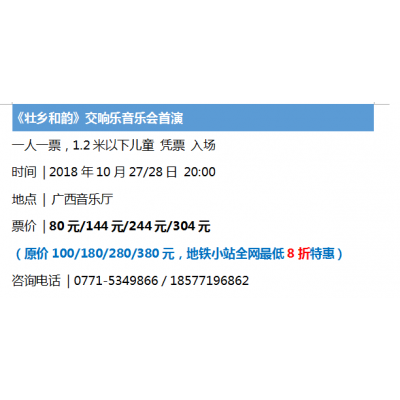 《壮乡和韵》交响乐音乐会首演
一人一票，1.2 米以下儿童 凭票 入场
时间 | 2018 年 10 月 27/28 日 20:00
地点 | 广西音乐厅
票价 | 80 元/144 元/244 元/304 元
（原价 100/180/280/380 元，地铁小站全网最低 8 折特惠）
咨询电话 | 0771-5349866 / 18577196862